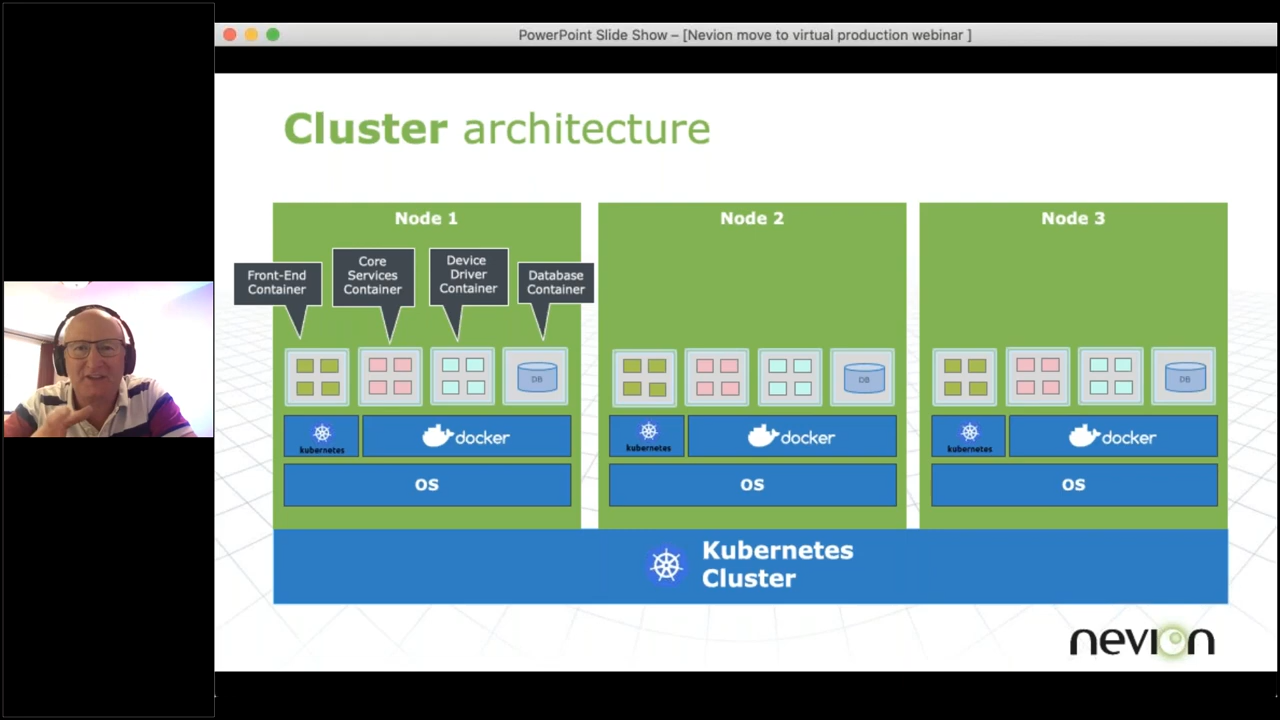 PowerPoint Slide Show – [Nevion move to virtual production webinar ]
Cluster architecture
Node 1
Node 2
Node 3
Front-End
Container
Core
Services
Container
Device
Driver
Container
Database
Container
DB
DB
DB
kubernetes
docker
kubernetes
docker
kubernetes
docker
OS
OS
OS
Kubernetes
Cluster
nevion